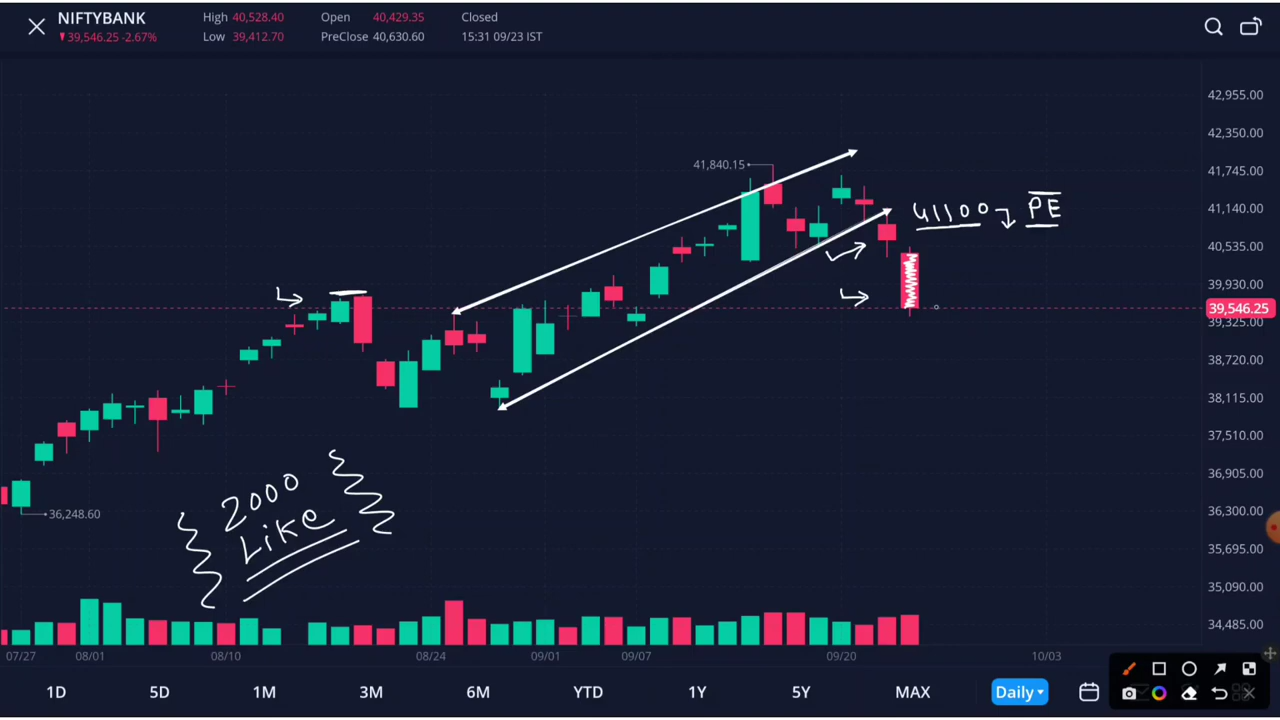 NIFTYBANK
▼39,546.25 -2.67%
High 40,528.40
Low 39,412.70
Open 40,429.35
PreClose 40,630.60
Closed
15:31 09/23 IST
42,955.00
42,350.00
41,745.00
41,140.00
40,535.00
39,930.00
39,546.25
39,325.00
38,720.00
38,115.00
37,510.00
36,905.00
36,300.00
35,695.00
35,090.00
34,485.00
41,840.15
41100 PE
36,248.60
2000
Like
07/27 08/01 08/10 08/24 09/01 09/07 09/20 10/03
1D 5D 1M 3M 6M YTD 1Y 5Y MAX Daily